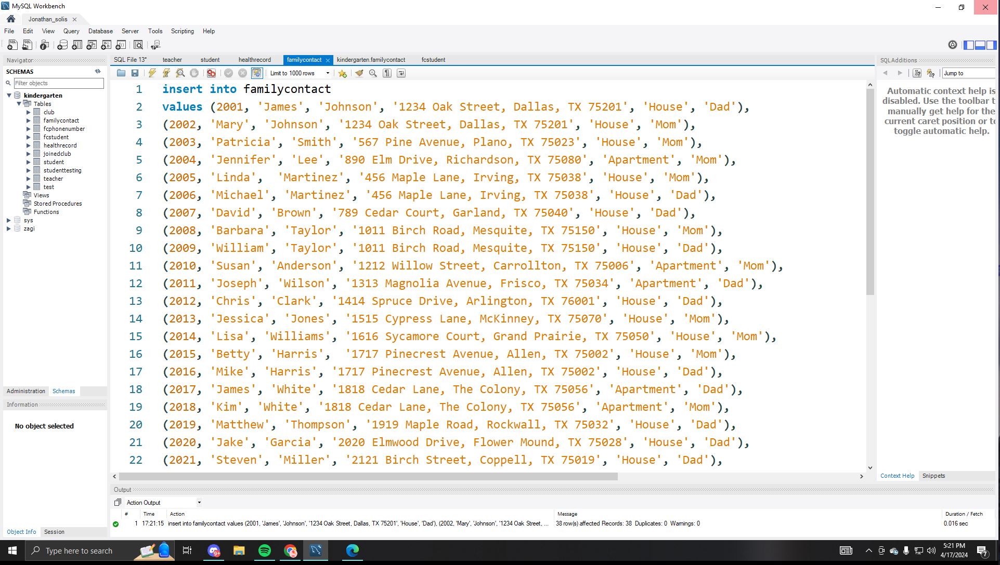 MySQL Workbench
Jonathan_solis
File Edit View Query Database Server Tools Scripting Help
Navigator
SCHEMAS
Filter objects
kindergarten
Tables
club
familycontact
fcphonenumber
fcstudent
healthrecord
joinedclub
student
studenttesting
teacher
test
Views
Stored Procedures
Functions
sys
zagi
Administration Schemas
Information
No object selected
Object Info Session
SQL File 13* teacher student healthrecord familycontact kindergarten.familycontact fcstudent
Limit to 1000 rows
1 insert into familycontact
2 values (2001, 'James', 'Johnson', '1234 Oak Street, Dallas, TX 75201', 'House', 'Dad'),
3 (2002, 'Mary', 'Johnson', '1234 Oak Street, Dallas, TX 75201', 'House', 'Mom'),
4 (2003, 'Patricia', 'Smith', '567 Pine Avenue, Plano, TX 75023', 'House', 'Mom'),
5 (2004, 'Jennifer', 'Lee', '890 Elm Drive, Richardson, TX 75080', 'Apartment', 'Mom'),
6 (2005, 'Linda', 'Martinez', '456 Maple Lane, Irving, TX 75038', 'House', 'Mom'),
7 (2006, 'Michael', 'Martinez', '456 Maple Lane, Irving, TX 75038', 'House', 'Dad'),
8 (2007, 'David', 'Brown', '789 Cedar Court, Garland, TX 75040', 'House', 'Dad'),
9 (2008, 'Barbara', 'Taylor', '1011 Birch Road, Mesquite, TX 75150', 'House', 'Mom'),
10 (2009, 'William', 'Taylor', '1011 Birch Road, Mesquite, TX 75150', 'House', 'Dad'),
11 (2010, 'Susan', 'Anderson', '1212 Willow Street, Carrollton, TX 75006', 'Apartment', 'Mom'),
12 (2011, 'Joseph', 'Wilson', '1313 Magnolia Avenue, Frisco, TX 75034', 'Apartment', 'Dad'),
13 (2012, 'Chris', 'Clark', '1414 Spruce Drive, Arlington, TX 76001', 'House', 'Dad'),
14 (2013, 'Jessica', 'Jones', '1515 Cypress Lane, McKinney, TX 75070', 'House', 'Mom'),
15 (2014, 'Lisa', 'Williams', '1616 Sycamore Court, Grand Prairie, TX 75050', 'House', 'Mom'),
16 (2015, 'Betty', 'Harris', '1717 Pinecrest Avenue, Allen, TX 75002', 'House', 'Mom'),
17 (2016, 'Mike', 'Harris', '1717 Pinecrest Avenue, Allen, TX 75002', 'House', 'Dad'),
18 (2017, 'James', 'White', '1818 Cedar Lane, The Colony, TX 75056', 'Apartment', 'Dad'),
19 (2018, 'Kim', 'White', '1818 Cedar Lane, The Colony, TX 75056', 'Apartment', 'Mom'),
20 (2019, 'Matthew', 'Thompson', '1919 Maple Road, Rockwall, TX 75032', 'House', 'Dad'),
21 (2020, 'Jake', 'Garcia', '2020 Elmwood Drive, Flower Mound, TX 75028', 'House', 'Dad'),
22 (2021, 'Steven', 'Miller', '2121 Birch Street, Coppell, TX 75019', 'House', 'Dad'),
SQLAdditions
Jump to
Automatic context help is
disabled. Use the toolbar t
manually get help for the
current caret position or to
toggle automatic help.
Context Help Snippets
Output
Action Output
# Time Action Message Duration / Fetch
1 17:21:15 insert into familycontact values (2001, 'James', 'Johnson', '1234 Oak Street, Dallas, TX 75201', 'House', 'Dad'), (2002, 'Mary', 'Johnson', '1234 Oak Street, ... 38 row(s) affected Records: 38 Duplicates: 0 Warnings: 0 0.016 sec
Type here to search
9+
5:21 PM
4/17/2024
7